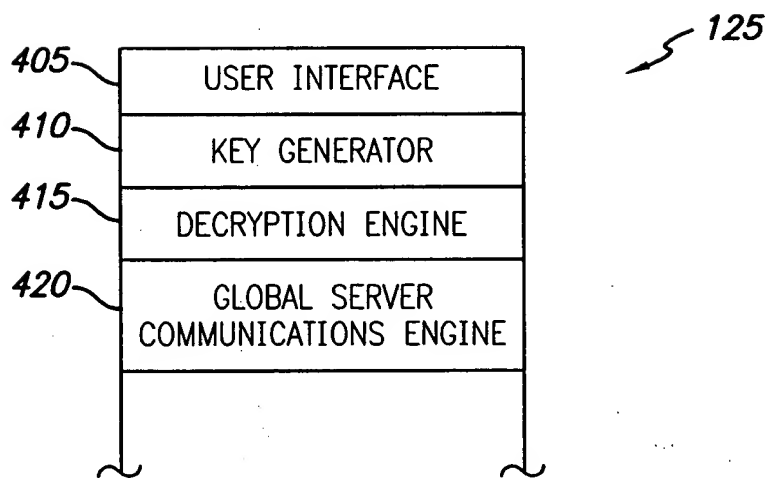 125
405
USER INTERFACE
410
KEY GENERATOR
415
DECRYPTION ENGINE
420
GLOBAL SERVER
COMMUNICATIONS ENGINE